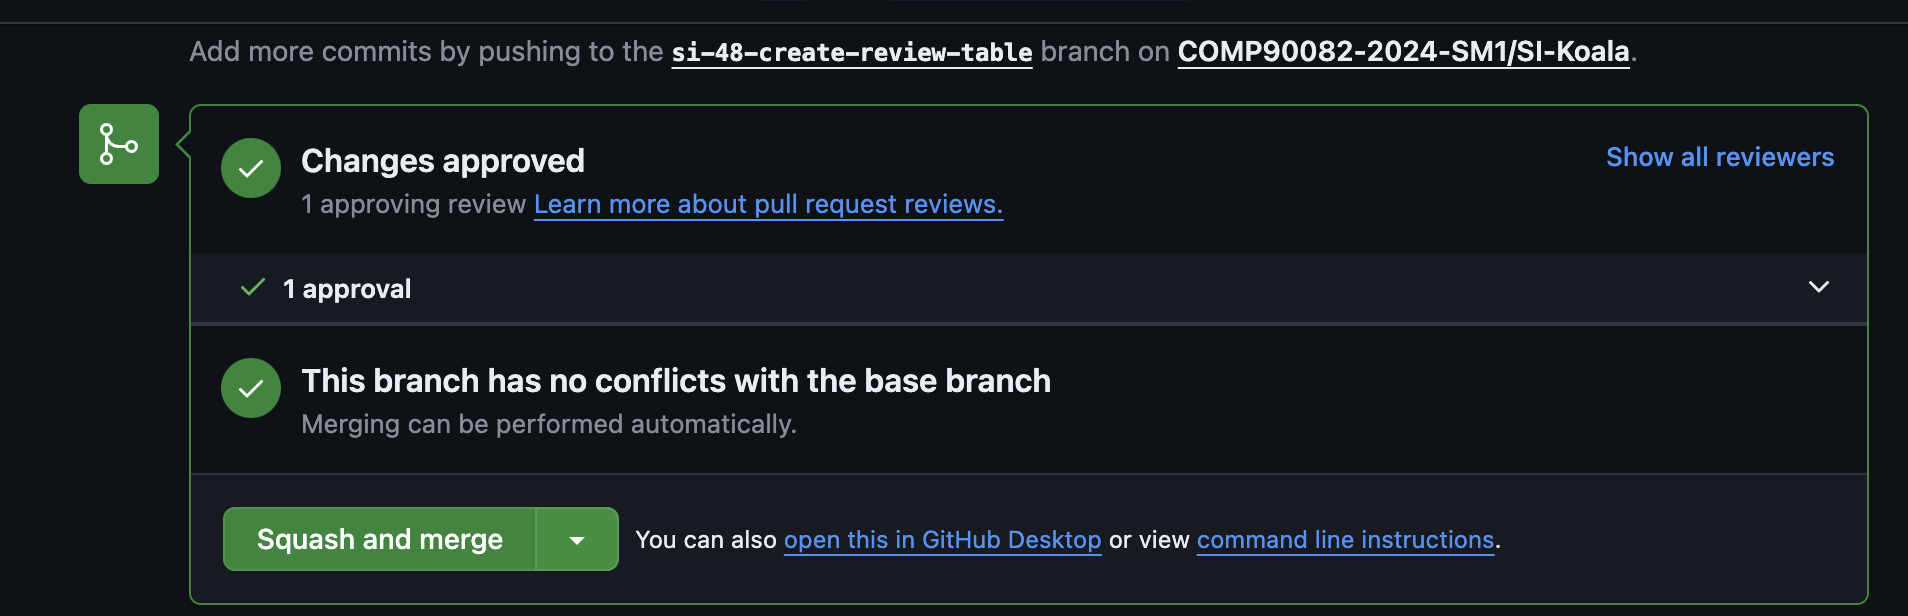 Add more commits by pushing to the si-48-create-review-table branch on COMP90082-2024-SM1/SI-Koala.
Changes approved
Show all reviewers
1 approving review Learn more about pull request reviews.
1 approval
This branch has no conflicts with the base branch
Merging can be performed automatically.
Squash and merge
You can also open this in GitHub Desktop or view command line instructions.